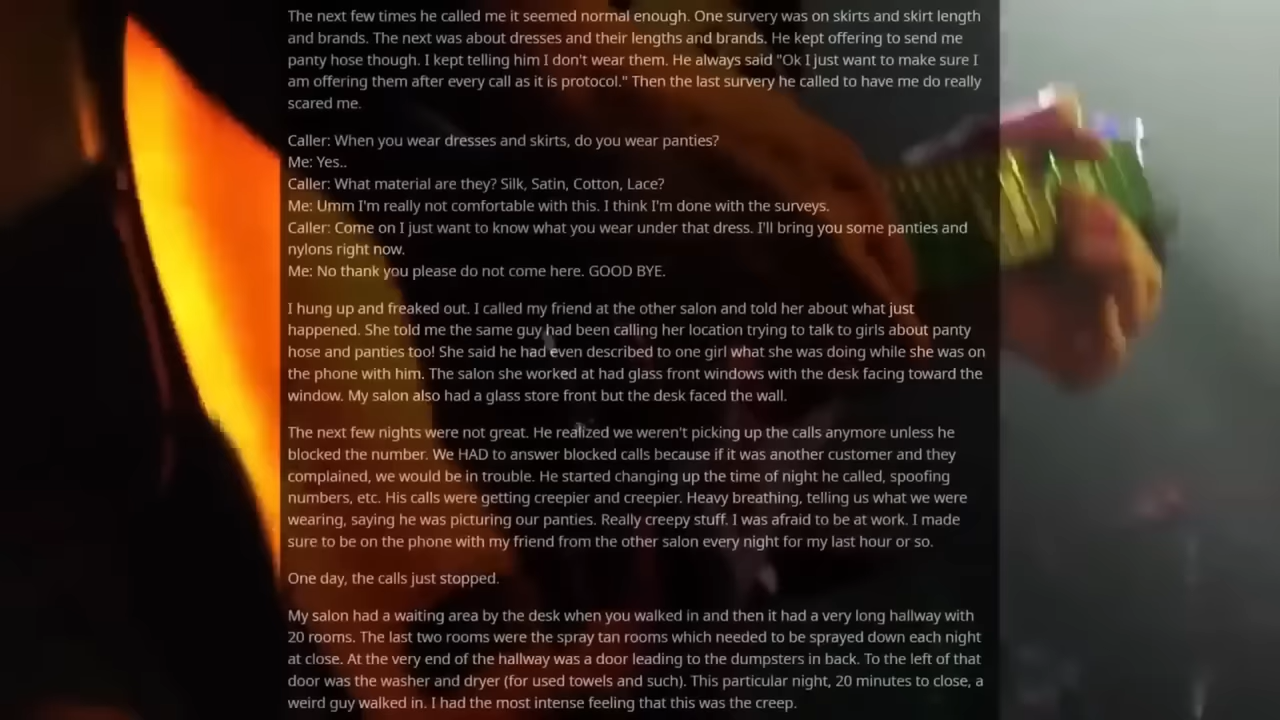 The next few times he called me it seemed normal enough. One survery was on skirts and skirt length
and brands. The next was about dresses and their lengths and brands. He kept offering to send me
panty hose though. I kept telling him I don't wear them. He always said "Ok I just want to make sure I
am offering them after every call as it is protocol." Then the last survery he called to have me do really
scared me.
Caller: When you wear dresses and skirts, do you wear panties?
Me: Yes..
Caller: What material are they? Silk, Satin, Cotton, Lace?
Me: Umm I'm really not comfortable with this. I think I'm done with the surveys.
Caller: Come on I just want to know what you wear under that dress. I'll bring you some panties and
nylons right now.
Me: No thank you please do not come here. GOOD BYE.
I hung up and freaked out. I called my friend at the other salon and told her about what just
happened. She told me the same guy had been calling her location trying to talk to girls about panty
hose and panties too! She said he had even described to one girl what she was doing while she was on
the phone with him. The salon she worked at had glass front windows with the desk facing toward the
window. My salon also had a glass store front but the desk faced the wall.
The next few nights were not great. He realized we weren't picking up the calls anymore unless he
blocked the number. We HAD to answer blocked calls because if it was another customer and they
complained, we would be in trouble. He started changing up the time of night he called, spoofing
numbers, etc. His calls were getting creepier and creepier. Heavy breathing, telling us what we were
wearing, saying he was picturing our panties. Really creepy stuff. I was afraid to be at work. I made
sure to be on the phone with my friend from the other salon every night for my last hour or so.
One day, the calls just stopped.
My salon had a waiting area by the desk when you walked in and then it had a very long hallway with
20 rooms. The last two rooms were the spray tan rooms which needed to be sprayed down each night
at close. At the very end of the hallway was a door leading to the dumpsters in back. To the left of that
door was the washer and dryer (for used towels and such). This particular night, 20 minutes to close, a
weird guy walked in. I had the most intense feeling that this was the creep.